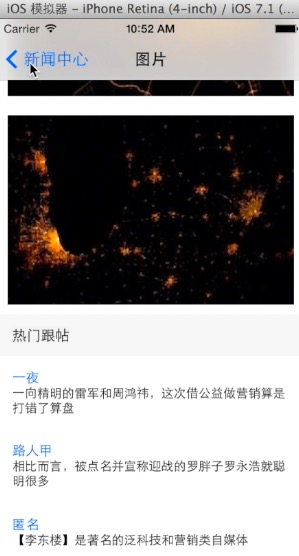 iOS 模拟器 - iPhone Retina (4-inch) / iOS 7.1 (...
Carrier 10:52 AM
新闻中心 图片
热门跟帖
一夜
一向精明的雷军和周鸿祎，这次借公益做营销算是
打错了算盘
路人甲
相比而言，被点名并宣称迎战的罗胖子罗永浩就聪
明很多
匿名
【李东楼】是著名的泛科技和营销类自媒体